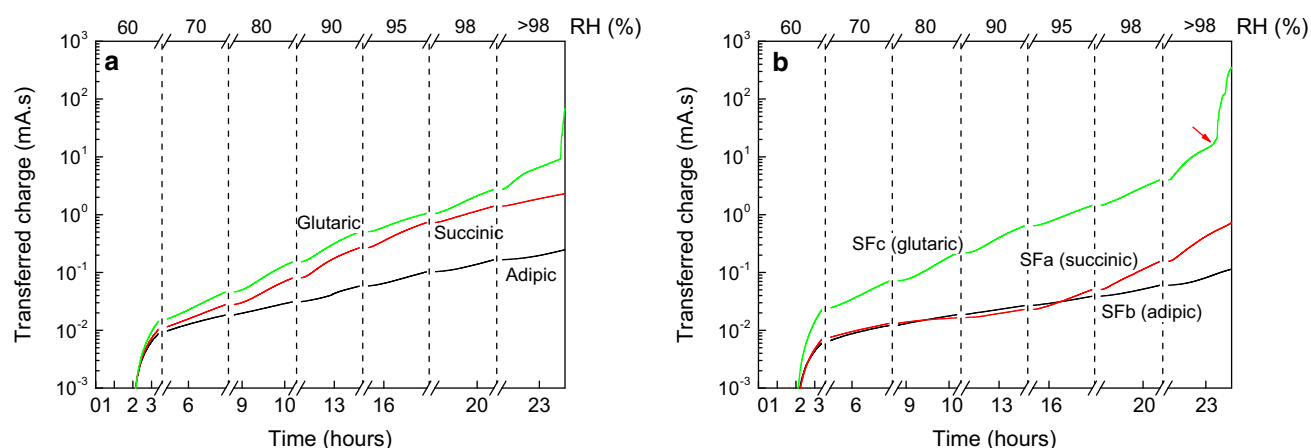 60 70 80 90 95 98 >98 RH (%)
a
10³
10²
10¹
10⁰
10⁻¹
10⁻²
10⁻³
Transferred charge (mA.s)
Glutaric
Succinic
Adipic
01 2 3 6 9 10 13 16 20 23
Time (hours)
60 70 80 90 95 98 >98 RH (%)
b
10³
10²
10¹
10⁰
10⁻¹
10⁻²
10⁻³
Transferred charge (mA.s)
SFc (glutaric)
SFa (succinic)
SFb (adipic)
01 2 3 6 9 10 13 16 20 23
Time (hours)